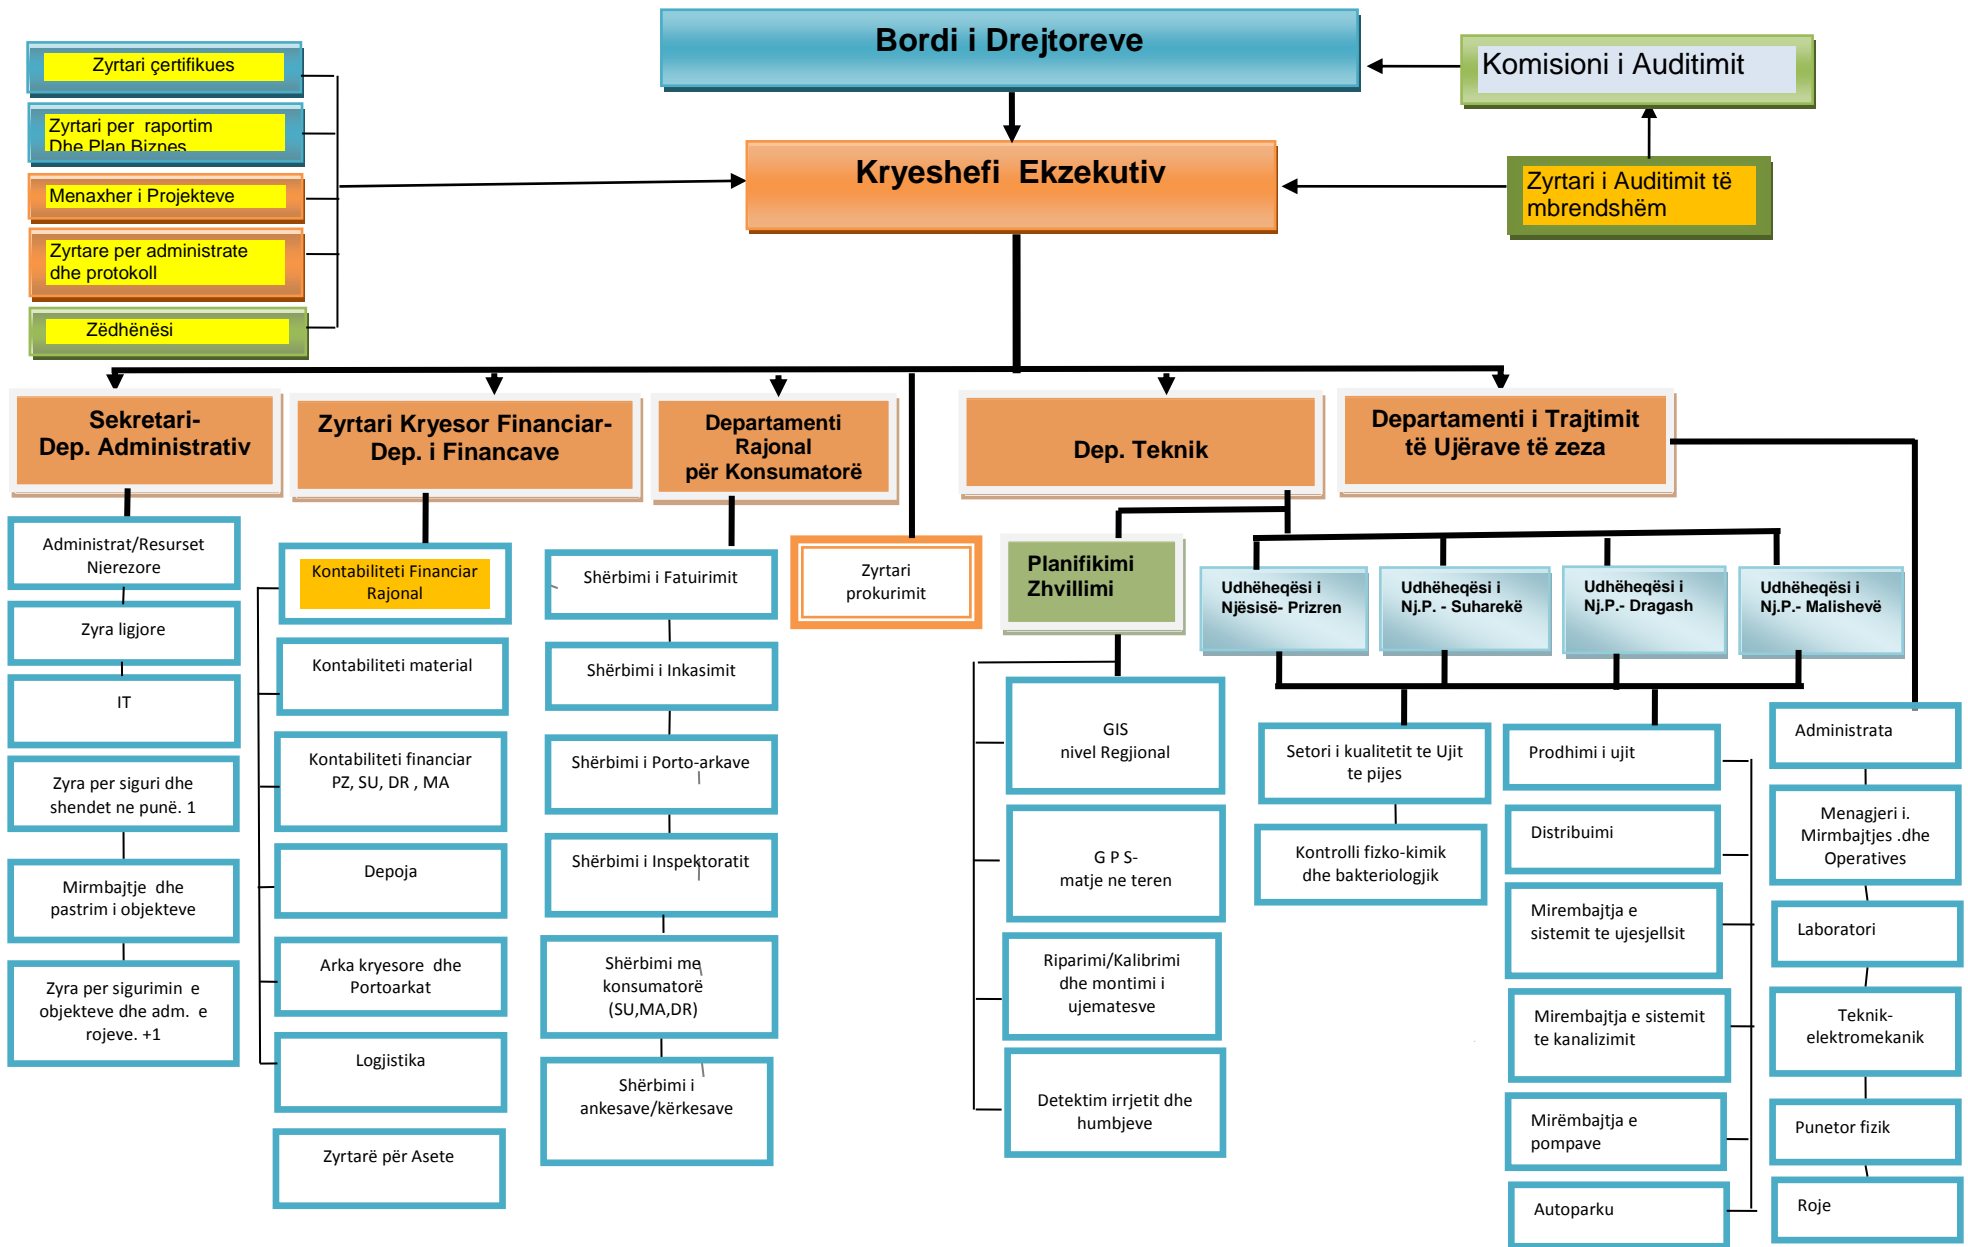 Bordi i Drejtoreve
Komisioni i Auditimit
Zyrtari çertifikues
Zyrtari per raportim
Dhe Plan Biznes
Menaxher i Projekteve
Zyrtare per administrate
dhe protokoll
Zëdhënësi
Kryeshefi Ekzekutiv
Zyrtari i Auditimit të
mbrendshëm
Sekretari-
Dep. Administrativ
Zyrtari Kryesor Financiar-
Dep. i Financave
Departamenti
Rajonal
për Konsumatorë
Dep. Teknik
Departamenti i Trajtimit
të Ujërave të zeza
Administrat/Resurset
Njerezore
Zyra ligjore
IT
Zyra per siguri dhe
shendet ne punë. 1
Mirmbajtje dhe
pastrim i objekteve
Zyra per sigurimin e
objekteve dhe adm. e
rojeve. +1
Kontabiliteti Financiar
Rajonal
Kontabiliteti material
Kontabiliteti financiar
PZ, SU, DR , MA
Depoja
Arka kryesore dhe
Portoarkat
Logjistika
Zyrtarë për Asete
Shërbimi i Fatuirimit
Shërbimi i Inkasimit
Shërbimi i Porto-arkave
Shërbimi i Inspektoratit
Shërbimi me
konsumatorë
(SU,MA,DR)
Shërbimi i
ankesave/kërkesave
Zyrtari
prokurimit
Planifikimi
Zhvillimi
GIS
nivel Regjional
G P S-
matje ne teren
Riparimi/Kalibrimi
dhe montimi i
ujematesve
Detektim irrjetit dhe
humbjeve
Udhëheqësi i
Njësisë- Prizren
Udhëheqësi i
Nj.P. - Suharekë
Udhëheqësi i
Nj.P.- Dragash
Udhëheqësi i
Nj.P.- Malishevë
Setori i kualitetit te Ujit
te pijes
Kontrolli fizko-kimik
dhe bakteriologjik
Prodhimi i ujit
Distribuimi
Mirembajtja e
sistemit te ujesjellsit
Mirembajtja e sistemit
te kanalizimit
Mirëmbajtja e
pompave
Autoparku
Administrata
Menagjeri i.
Mirmbajtjes .dhe
Operatives
Laboratori
Teknik-
elektromekanik
Punetor fizik
Roje